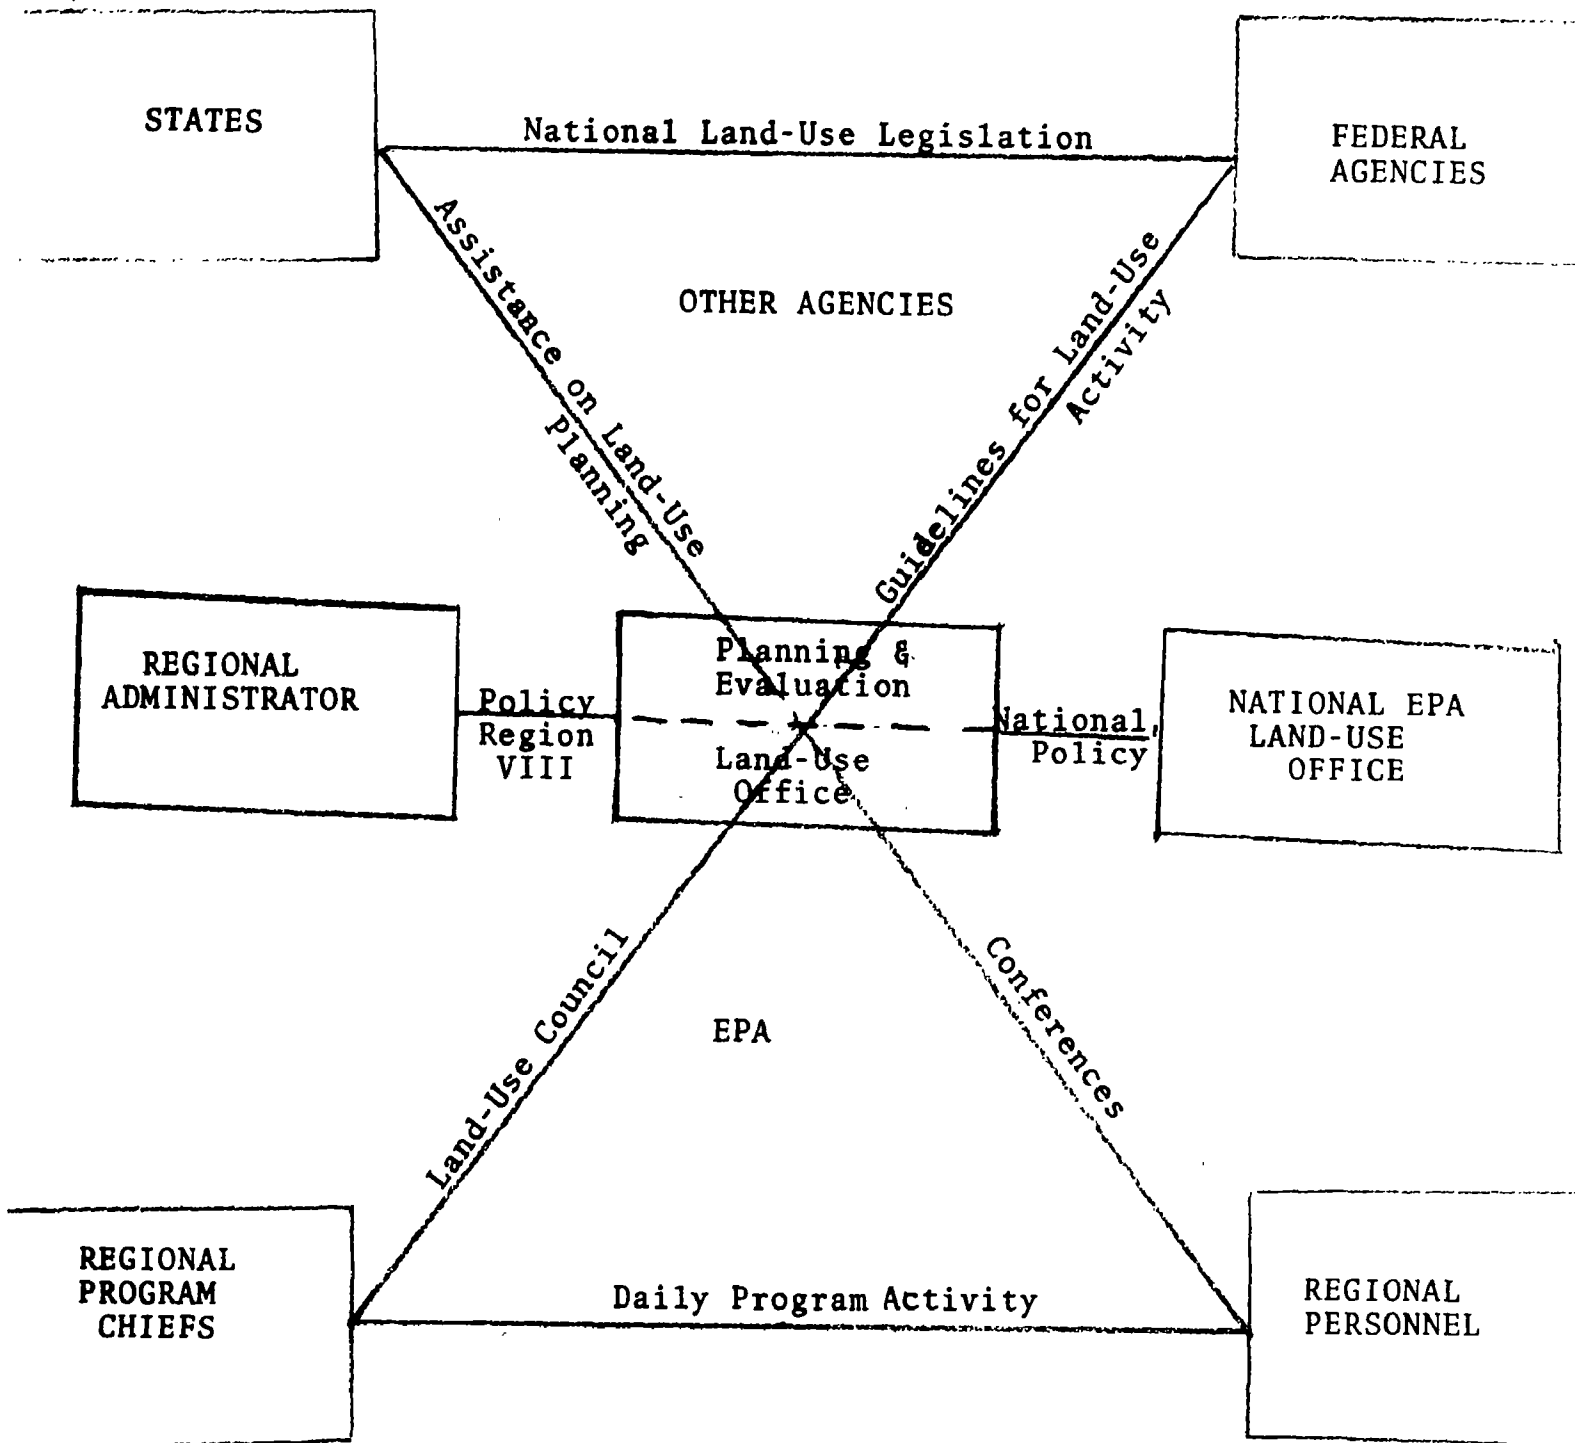 STATES
National Land-Use Legislation
FEDERAL
AGENCIES
Assistance on Land-Use
Planning
OTHER AGENCIES
Guidelines for Land-Use
Activity
REGIONAL
ADMINISTRATOR
Policy
Region
VIII
Planning &
Evaluation
Land-Use
Office
National
Policy
NATIONAL EPA
LAND-USE
OFFICE
Land-Use Council
EPA
Conferences
REGIONAL
PROGRAM
CHIEFS
Daily Program Activity
REGIONAL
PERSONNEL